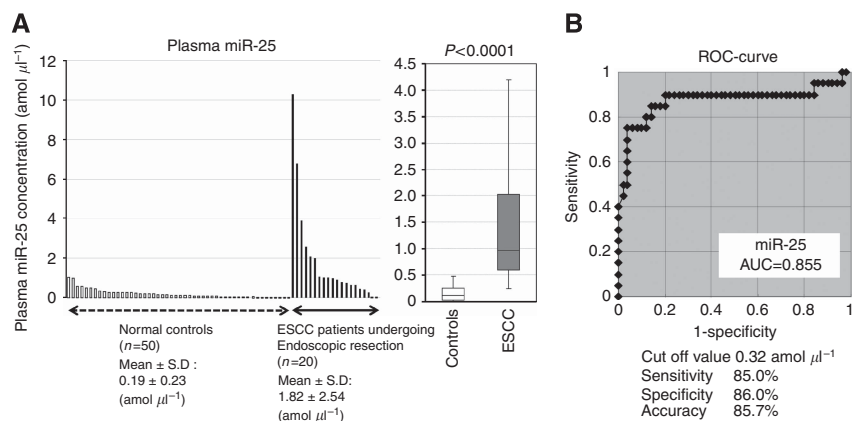 A
Plasma miR-25
Plasma miR-25 concentration (amol μl–1)
12
10
8
6
4
2
0
Normal controls
(n=50)
Mean ± S.D :
0.19 ± 0.23
(amol μl–1)
ESCC patients undergoing
Endoscopic resection
(n=20)
Mean ± S.D:
1.82 ± 2.54
(amol μl–1)
P<0.0001
4.5
4.0
3.5
3.0
2.5
2.0
1.5
1.0
0.5
0
Controls
ESCC
B
ROC-curve
Sensitivity
1
0.8
0.6
0.4
0.2
0
miR-25
AUC=0.855
0 0.2 0.4 0.6 0.8 1
1-specificity
Cut off value 0.32 amol μl–1
Sensitivity 85.0%
Specificity 86.0%
Accuracy 85.7%